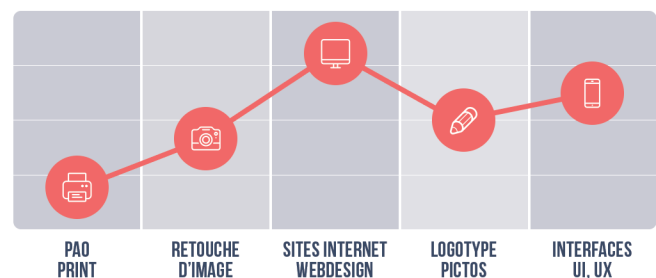 PAO
PRINT
RETOUCHE
D'IMAGE
SITES INTERNET
WEBDESIGN
LOGOTYPE
PICTOS
INTERFACES
UI, UX